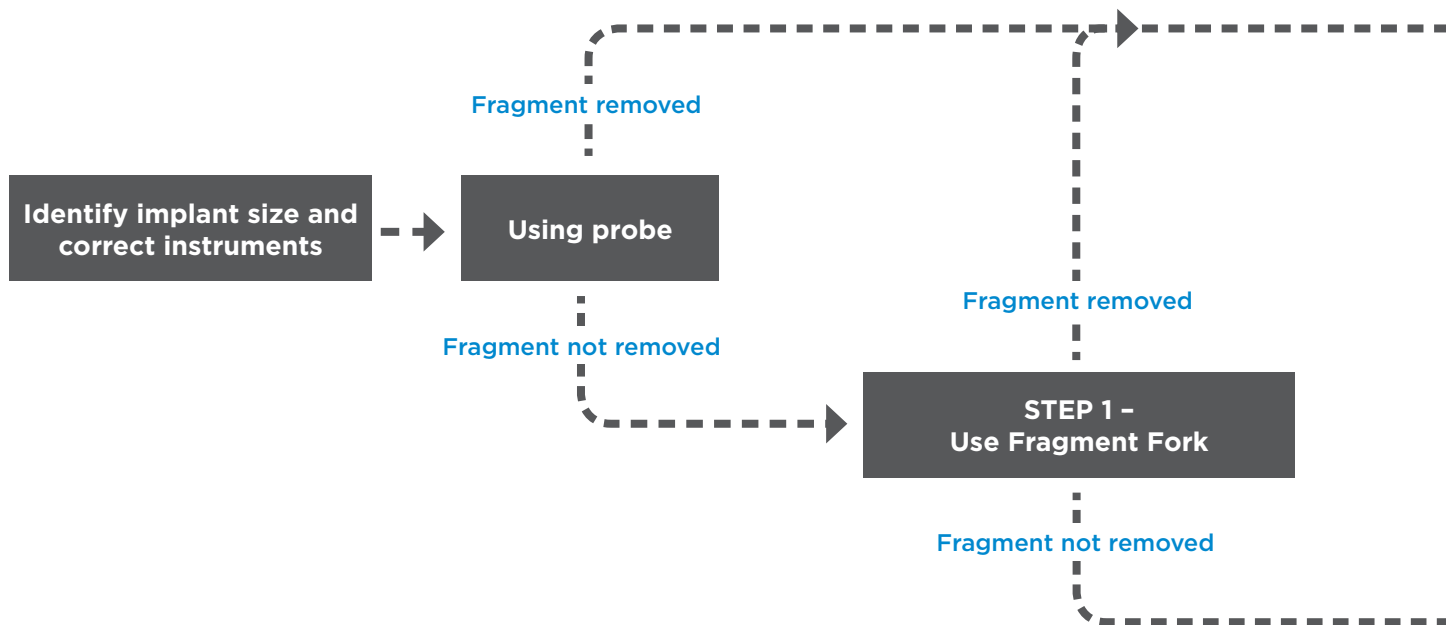 Fragment removed
Identify implant size and
correct instruments
Using probe
Fragment removed
Fragment not removed
STEP 1 –
Use Fragment Fork
Fragment not removed